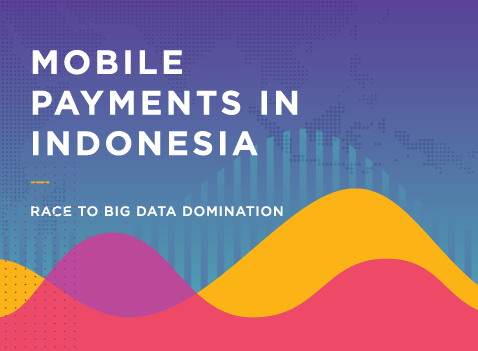 MOBILE
PAYMENTS IN
INDONESIA
RACE TO BIG DATA DOMINATION